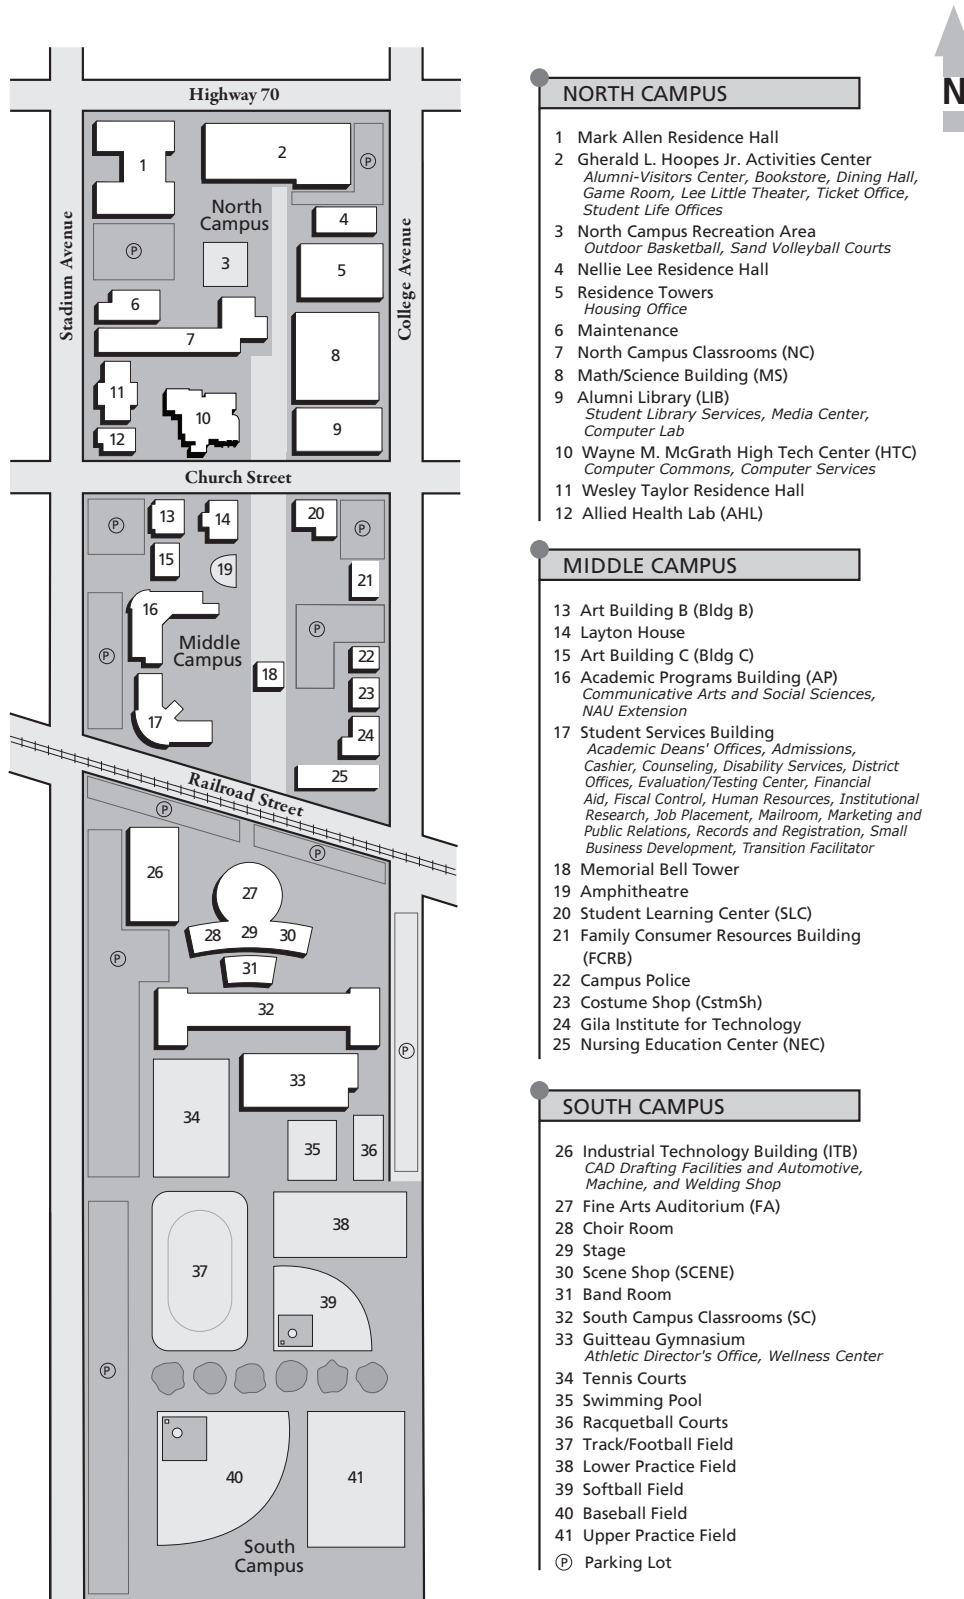 Highway 70
Stadium Avenue
College Avenue
1
2
P
North
Campus
4
P
3
5
6
7
8
11
10
9
12
Church Street
P
13
14
20
P
15
19
21
16
P
Middle
Campus
P
22
18
23
17
24
25
Railroad Street
P
P
26
27
28
29
30
P
31
32
P
33
34
35
36
38
37
39
P
40
41
South
Campus
N
NORTH CAMPUS
1 Mark Allen Residence Hall
2 Gherald L. Hoopes Jr. Activities Center
Alumni-Visitors Center, Bookstore, Dining Hall,
Game Room, Lee Little Theater, Ticket Office,
Student Life Offices
3 North Campus Recreation Area
Outdoor Basketball, Sand Volleyball Courts
4 Nellie Lee Residence Hall
5 Residence Towers
Housing Office
6 Maintenance
7 North Campus Classrooms (NC)
8 Math/Science Building (MS)
9 Alumni Library (LIB)
Student Library Services, Media Center,
Computer Lab
10 Wayne M. McGrath High Tech Center (HTC)
Computer Commons, Computer Services
11 Wesley Taylor Residence Hall
12 Allied Health Lab (AHL)
MIDDLE CAMPUS
13 Art Building B (Bldg B)
14 Layton House
15 Art Building C (Bldg C)
16 Academic Programs Building (AP)
Communicative Arts and Social Sciences,
NAU Extension
17 Student Services Building
Academic Deans' Offices, Admissions,
Cashier, Counseling, Disability Services, District
Offices, Evaluation/Testing Center, Financial
Aid, Fiscal Control, Human Resources, Institutional
Research, Job Placement, Mailroom, Marketing and
Public Relations, Records and Registration, Small
Business Development, Transition Facilitator
18 Memorial Bell Tower
19 Amphitheatre
20 Student Learning Center (SLC)
21 Family Consumer Resources Building
(FCRB)
22 Campus Police
23 Costume Shop (CstmSh)
24 Gila Institute for Technology
25 Nursing Education Center (NEC)
SOUTH CAMPUS
26 Industrial Technology Building (ITB)
CAD Drafting Facilities and Automotive,
Machine, and Welding Shop
27 Fine Arts Auditorium (FA)
28 Choir Room
29 Stage
30 Scene Shop (SCENE)
31 Band Room
32 South Campus Classrooms (SC)
33 Guitteau Gymnasium
Athletic Director's Office, Wellness Center
34 Tennis Courts
35 Swimming Pool
36 Racquetball Courts
37 Track/Football Field
38 Lower Practice Field
39 Softball Field
40 Baseball Field
41 Upper Practice Field
P Parking Lot